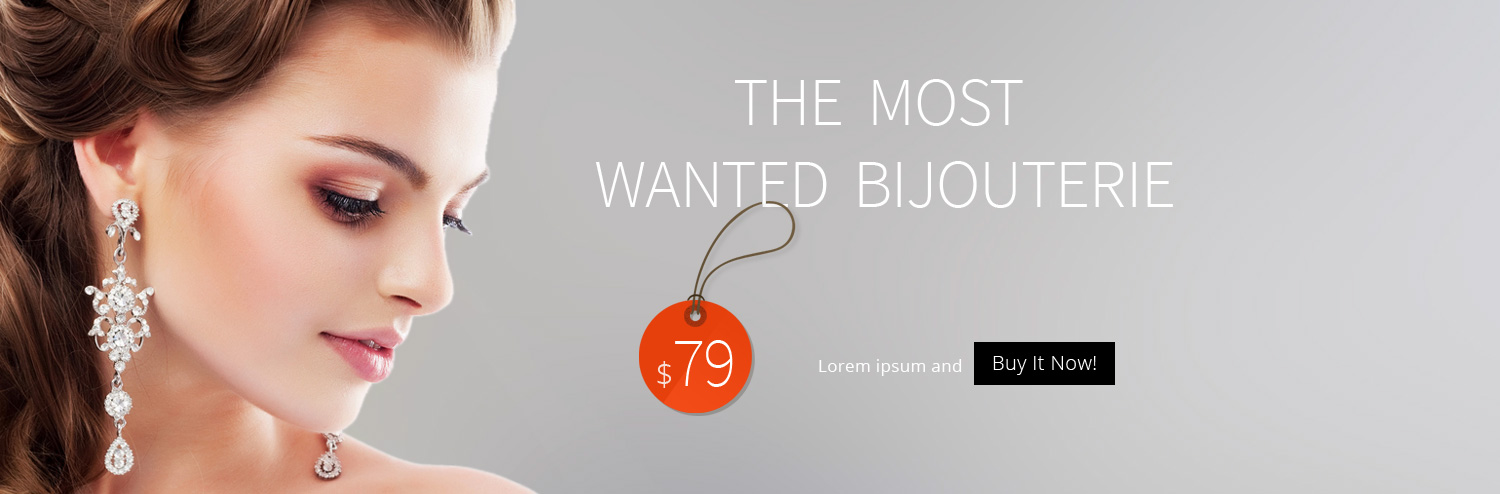 THE MOST
WANTED BIJOUTERIE
$79
Lorem ipsum and
Buy It Now!